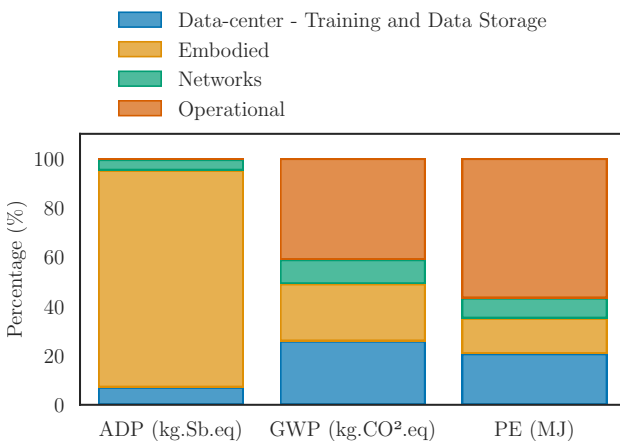 Data-center - Training and Data Storage
Embodied
Networks
Operational
Percentage (%)
100
80
60
40
20
0
ADP (kg.Sb.eq)
GWP (kg.CO².eq)
PE (MJ)